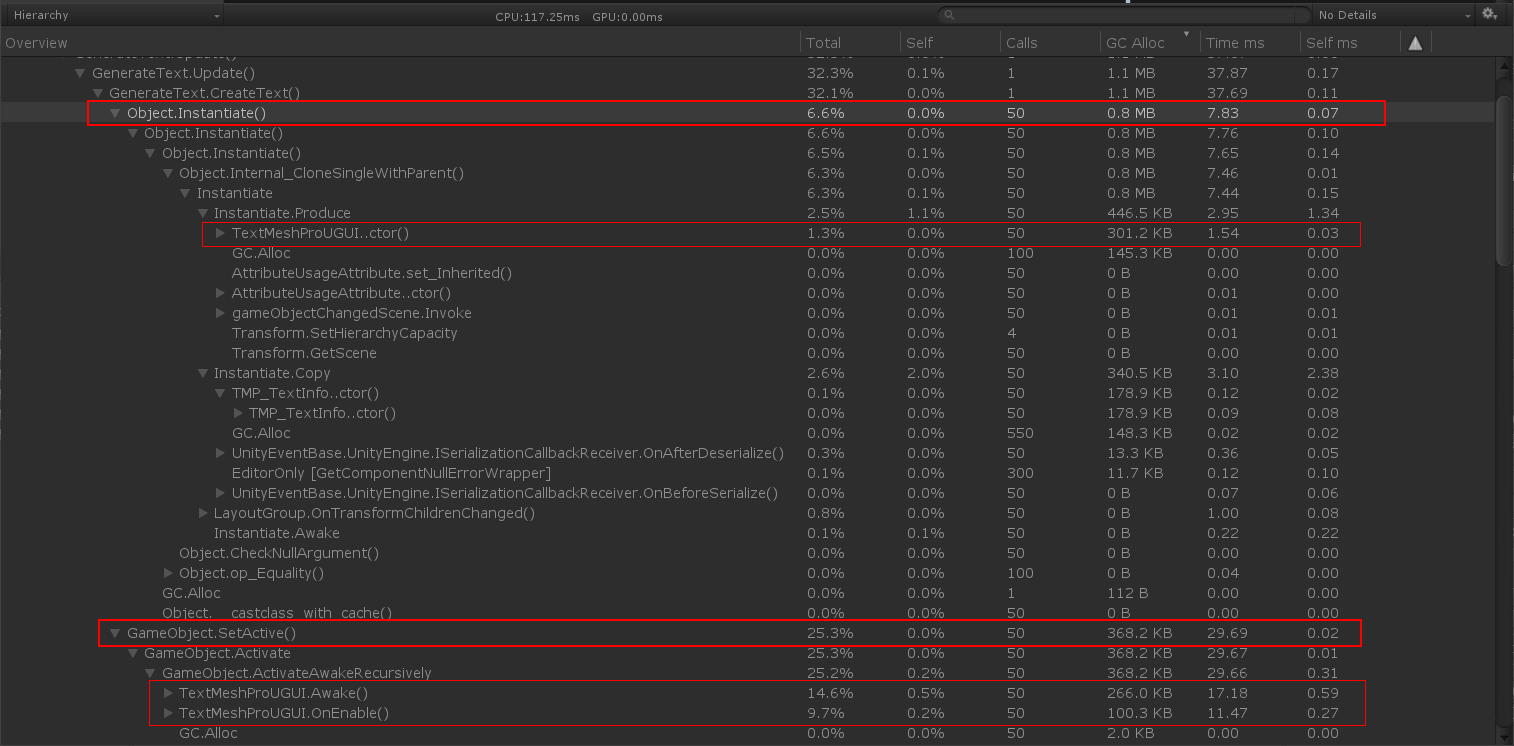 Hierarchy CPU:117.25ms GPU:0.00ms No Details
Overview Total Self Calls GC Alloc Time ms Self ms
GenerateText.Update() 32.3% 0.1% 1 1.1 MB 37.87 0.17
GenerateText.CreateText() 32.1% 0.0% 1 1.1 MB 37.69 0.11
Object.Instantiate() 6.6% 0.0% 50 0.8 MB 7.83 0.07
Object.Instantiate() 6.6% 0.0% 50 0.8 MB 7.76 0.10
Object.Instantiate() 6.5% 0.1% 50 0.8 MB 7.65 0.14
Object.Internal_CloneSingleWithParent() 6.3% 0.0% 50 0.8 MB 7.46 0.01
Instantiate 6.3% 0.1% 50 0.8 MB 7.44 0.15
Instantiate.Produce 2.5% 1.1% 50 446.5 KB 2.95 1.34
TextMeshProUGUI..ctor() 1.3% 0.0% 50 301.2 KB 1.54 0.03
GC.Alloc 0.0% 0.0% 100 145.3 KB 0.00 0.00
AttributeUsageAttribute.set_Inherited() 0.0% 0.0% 50 0 B 0.00 0.00
AttributeUsageAttribute..ctor() 0.0% 0.0% 50 0 B 0.01 0.00
gameObjectChangedScene.Invoke 0.0% 0.0% 50 0 B 0.01 0.01
Transform.SetHierarchyCapacity 0.0% 0.0% 4 0 B 0.01 0.01
Transform.GetScene 0.0% 0.0% 50 0 B 0.00 0.00
Instantiate.Copy 2.6% 2.0% 50 340.5 KB 3.10 2.38
TMP_TextInfo..ctor() 0.1% 0.0% 50 178.9 KB 0.12 0.02
TMP_TextInfo..ctor() 0.0% 0.0% 50 178.9 KB 0.09 0.08
GC.Alloc 0.0% 0.0% 550 148.3 KB 0.02 0.02
UnityEventBase.UnityEngine.ISerializationCallbackReceiver.OnAfterDeserialize() 0.3% 0.0% 50 13.3 KB 0.36 0.05
EditorOnly [GetComponentNullErrorWrapper] 0.1% 0.0% 300 11.7 KB 0.12 0.10
UnityEventBase.UnityEngine.ISerializationCallbackReceiver.OnBeforeSerialize() 0.0% 0.0% 50 0 B 0.07 0.06
LayoutGroup.OnTransformChildrenChanged() 0.8% 0.0% 50 0 B 1.00 0.08
Instantiate.Awake 0.1% 0.1% 50 0 B 0.22 0.22
Object.CheckNullArgument() 0.0% 0.0% 50 0 B 0.00 0.00
Object.op_Equality() 0.0% 0.0% 100 0 B 0.04 0.00
GC.Alloc 0.0% 0.0% 1 112 B 0.00 0.00
Object.__castclass_with_cache() 0.0% 0.0% 50 0 B 0.00 0.00
GameObject.SetActive() 25.3% 0.0% 50 368.2 KB 29.69 0.02
GameObject.Activate 25.3% 0.0% 50 368.2 KB 29.67 0.01
GameObject.ActivateAwakeRecursively 25.2% 0.2% 50 368.2 KB 29.66 0.31
TextMeshProUGUI.Awake() 14.6% 0.5% 50 266.0 KB 17.18 0.59
TextMeshProUGUI.OnEnable() 9.7% 0.2% 50 100.3 KB 11.47 0.27
GC.Alloc 0.0% 0.0% 50 2.0 KB 0.00 0.00